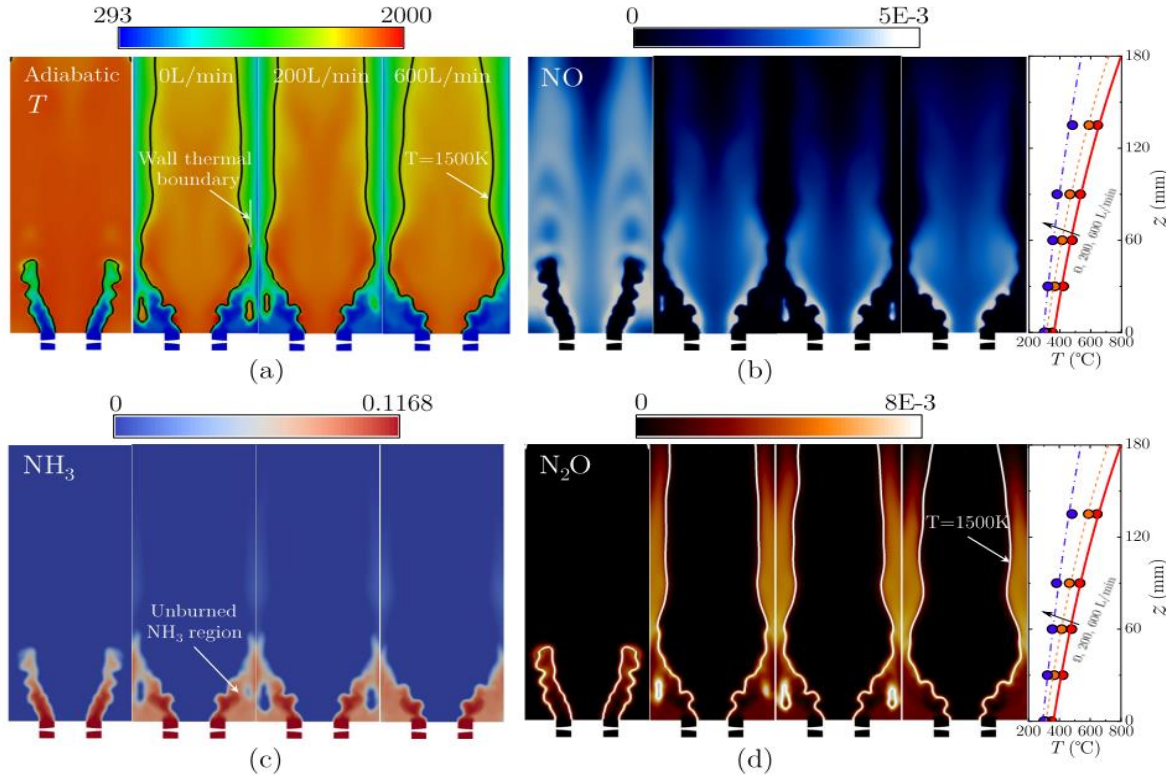 293 2000
Adiabatic 0L/min 200L/min 600L/min
T
Wall thermal
boundary
T=1500K
(a)
0 5E-3
NO
180
120
60
0
z (mm)
0, 200, 600 L/min
200 400 600 800
T (°C)
(b)
0 0.1168
NH₃
Unburned
NH₃ region
(c)
0 8E-3
N₂O
T=1500K
180
120
60
0
z (mm)
0, 200, 600 L/min
200 400 600 800
T (°C)
(d)